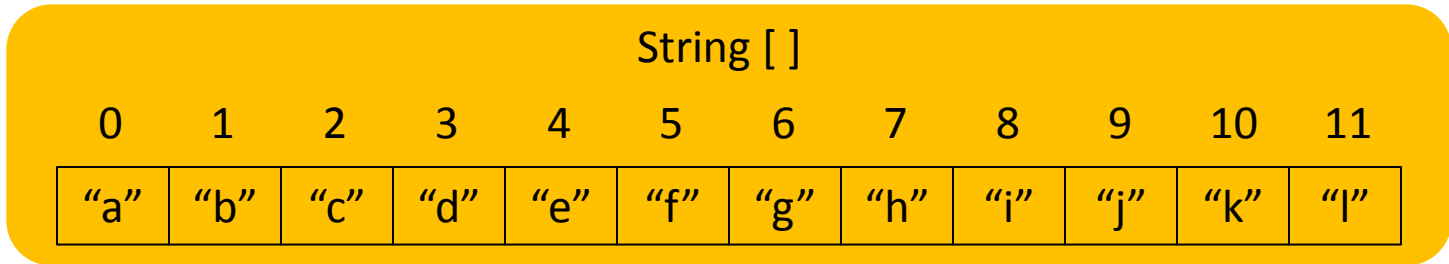 String [ ]
0 1 2 3 4 5 6 7 8 9 10 11
“a” “b” “c” “d” “e” “f” “g” “h” “i” “j” “k” “l”